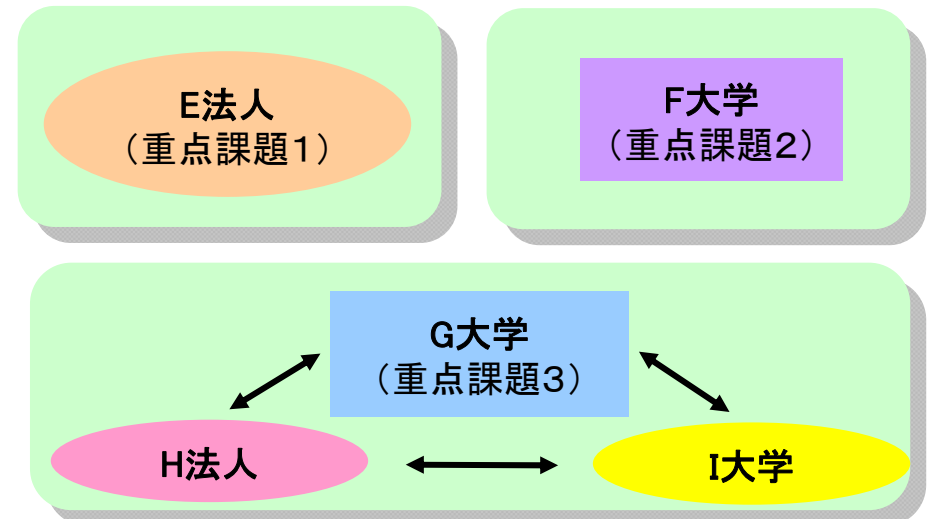 E法人
（重点課題１）
F大学
（重点課題２）
G大学
（重点課題３）
H法人
I大学